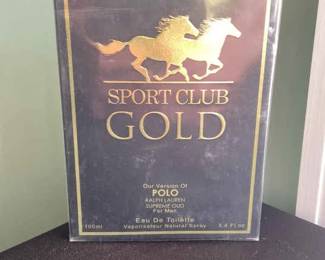 SPORT CLUB
GOLD
Our Version Of
POLO
RALPH LAUREN
SUPREME OUD
For Men
Eau De Toilette
100ml Vaporisateur Natural Spray 3.4 Fl oz